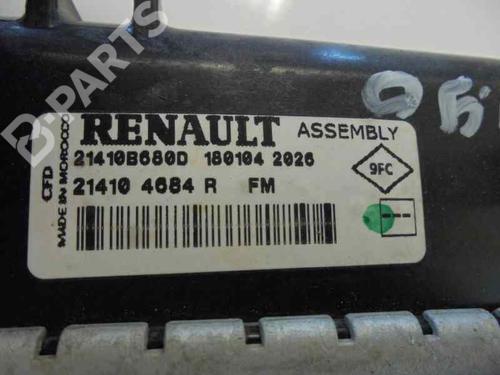 B-PARTS
RENAULT ASSEMBLY
21410B680D 180104 2026
21410 4684 R FM
9FC
CFD
MADE IN MOROCCO